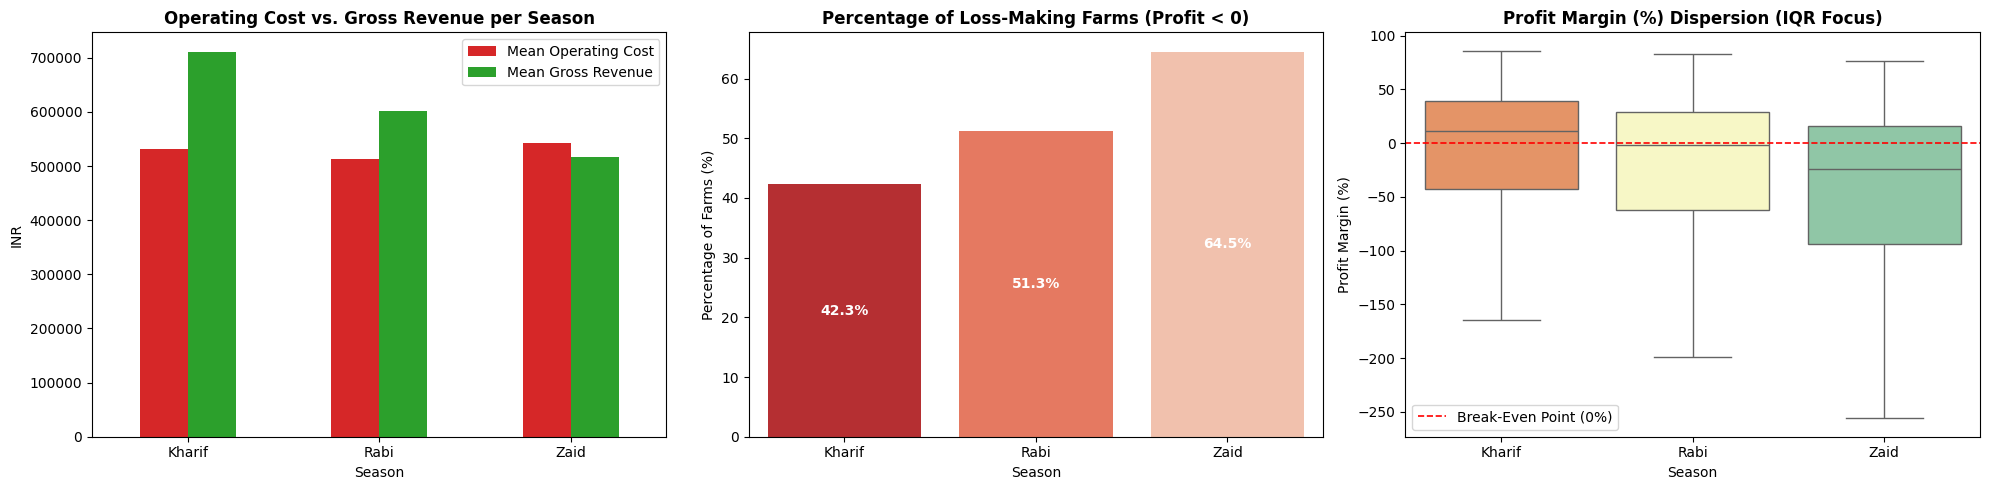 Operating Cost vs. Gross Revenue per Season
Mean Operating Cost
Mean Gross Revenue
INR
700000
600000
500000
400000
300000
200000
100000
0
Kharif
Rabi
Zaid
Season
Percentage of Loss-Making Farms (Profit < 0)
Percentage of Farms (%)
60
50
40
30
20
10
0
42.3%
51.3%
64.5%
Kharif
Rabi
Zaid
Season
Profit Margin (%) Dispersion (IQR Focus)
Profit Margin (%)
100
50
0
−50
−100
−150
−200
−250
Break-Even Point (0%)
Kharif
Rabi
Zaid
Season